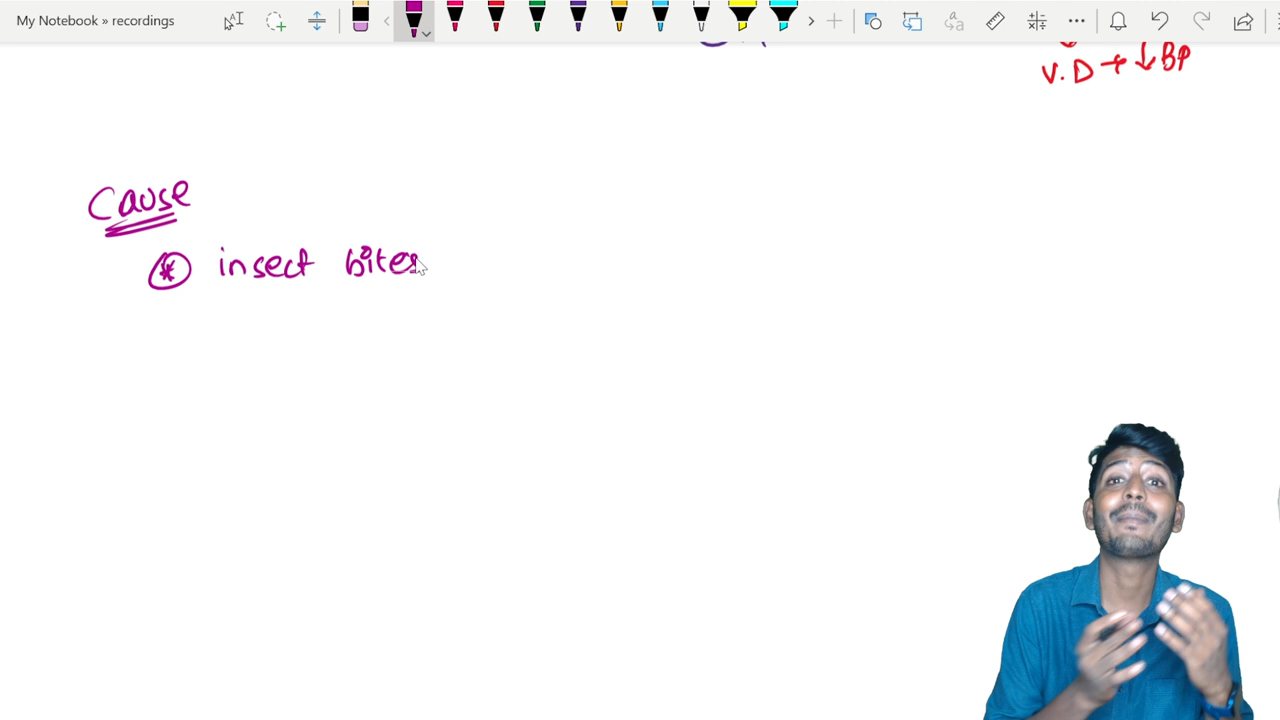 My Notebook » recordings
V.D → ↓ BP
Cause
insect bites